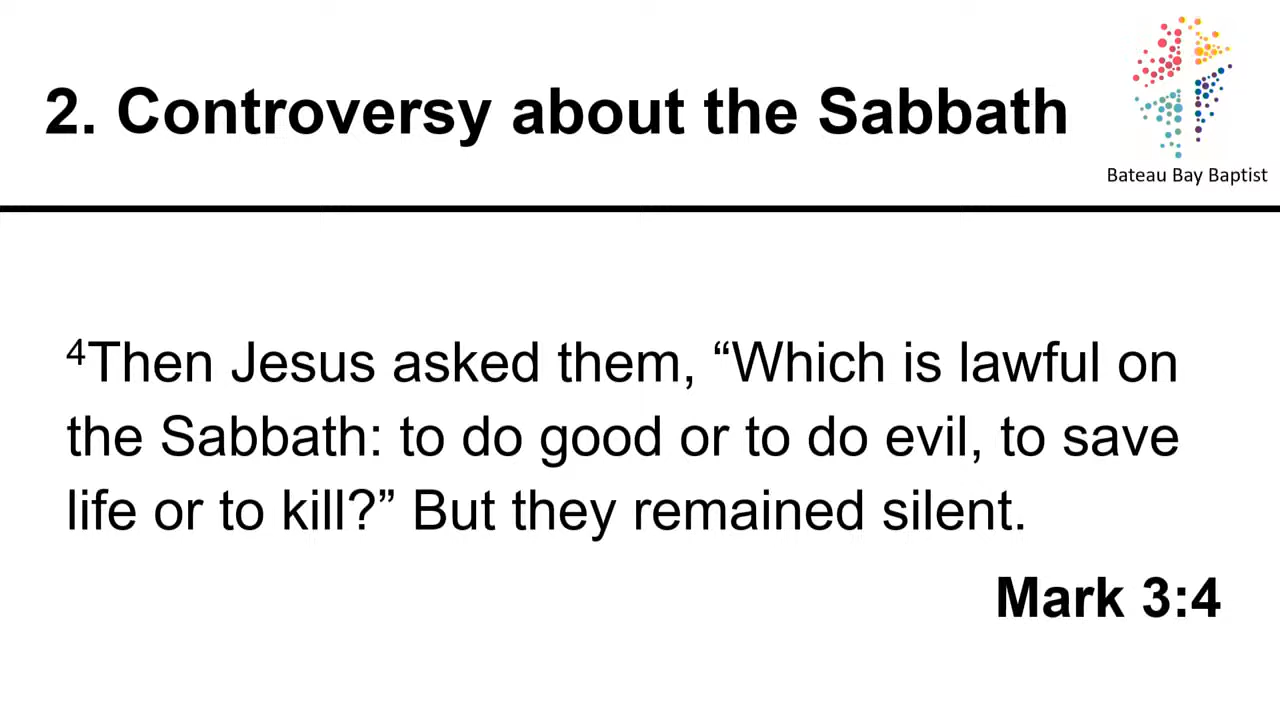 2. Controversy about the Sabbath
Bateau Bay Baptist
⁴Then Jesus asked them, “Which is lawful on
the Sabbath: to do good or to do evil, to save
life or to kill?” But they remained silent.
Mark 3:4